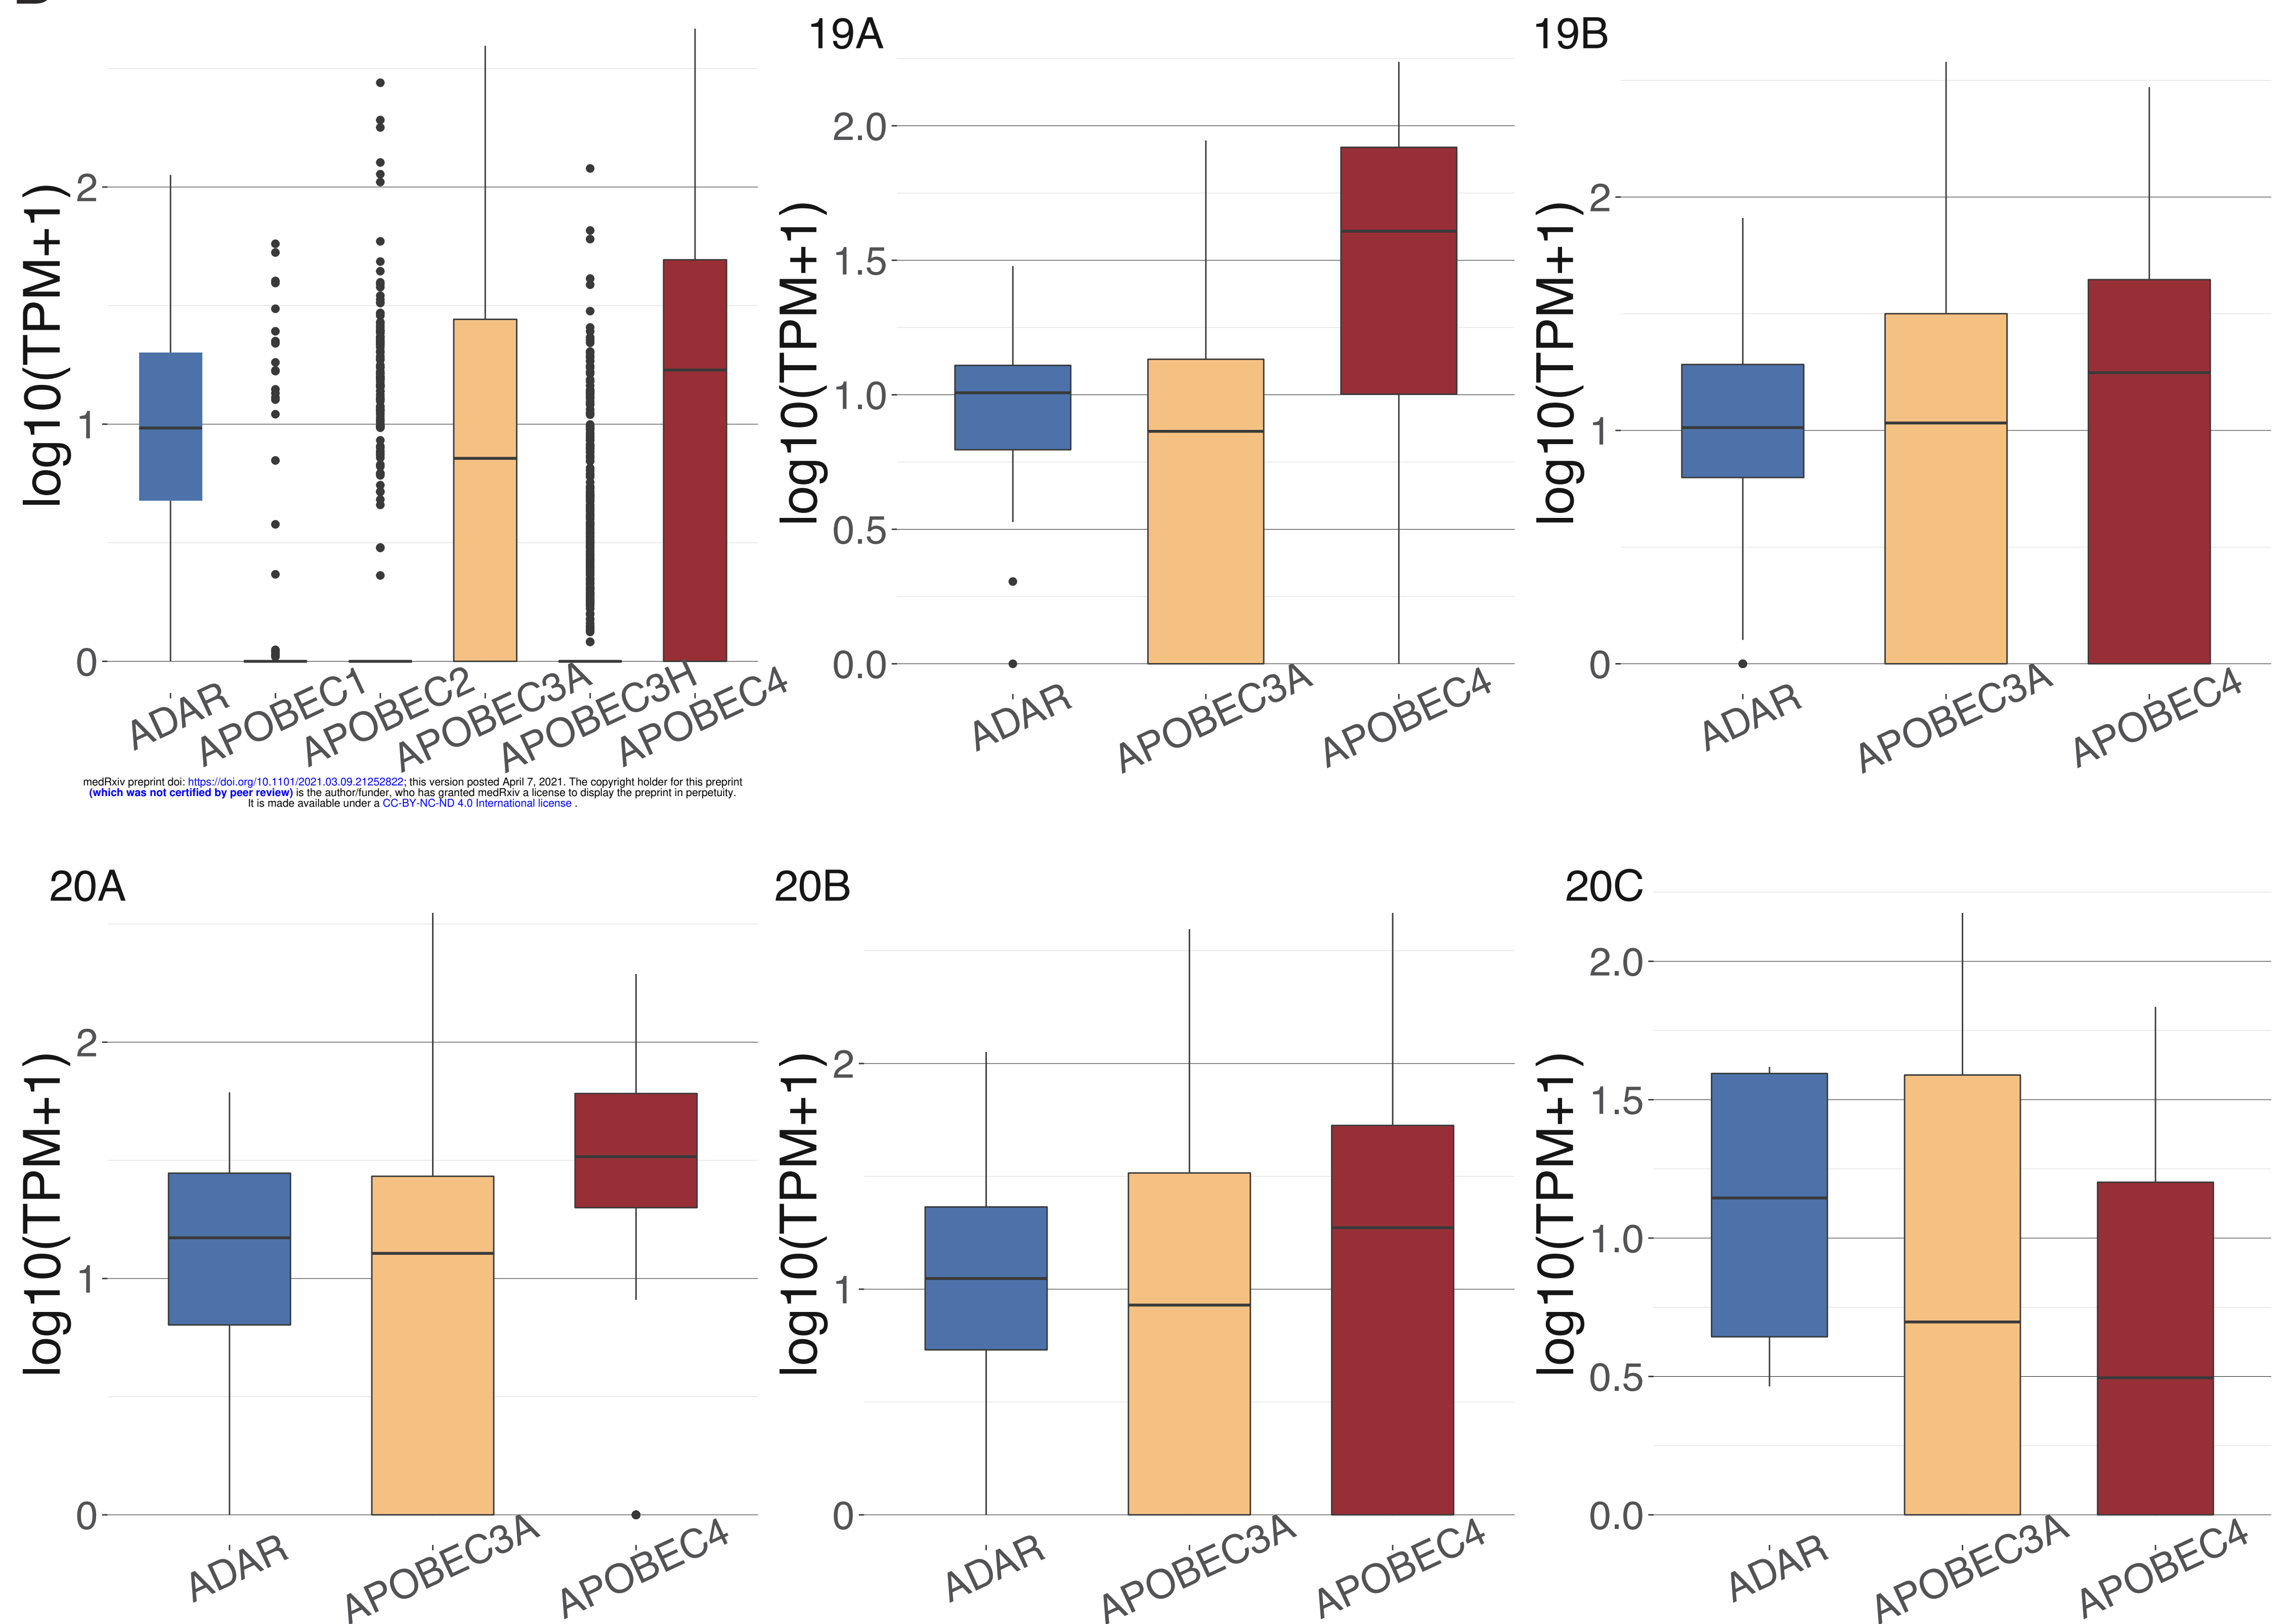 19A
19B
log10(TPM+1)
2
1
0
ADAR
APOBEC1
APOBEC2
APOBEC3A
APOBEC3H
APOBEC4
log10(TPM+1)
2.0
1.5
1.0
0.5
0.0
ADAR
APOBEC3A
APOBEC4
log10(TPM+1)
2
1
0
ADAR
APOBEC3A
APOBEC4
medRxiv preprint doi: https://doi.org/10.1101/2021.03.09.21252822; this version posted April 7, 2021. The copyright holder for this preprint
(which was not certified by peer review) is the author/funder, who has granted medRxiv a license to display the preprint in perpetuity.
It is made available under a CC-BY-NC-ND 4.0 International license .
20A
log10(TPM+1)
2
1
0
ADAR
APOBEC3A
APOBEC4
20B
log10(TPM+1)
2
1
0
ADAR
APOBEC3A
APOBEC4
20C
log10(TPM+1)
2.0
1.5
1.0
0.5
0.0
ADAR
APOBEC3A
APOBEC4